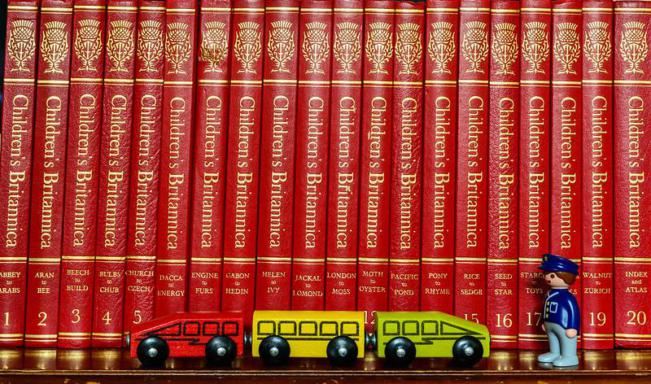 Children's Britannica
ABBEY
to
ARABS
1
Children's Britannica
ARAN
to
BEE
2
Children's Britannica
BEECH
to
BUILD
3
Children's Britannica
BULBS
to
CHUB
4
Children's Britannica
CHURCH
to
CZECH
5
Children's Britannica
DACCA
to
ENERGY
Children's Britannica
ENGINE
to
FURS
Children's Britannica
GABON
to
HEDIN
Children's Britannica
HELEN
to
IVY
Children's Britannica
JACKAL
to
LOMOND
Children's Britannica
LONDON
to
MOSS
Children's Britannica
MOTH
to
OYSTER
Children's Britannica
PACIFIC
to
POND
Children's Britannica
PONY
to
RHYME
Children's Britannica
RICE
to
SEDGE
15
Children's Britannica
SEED
to
STAR
16
Children's Britannica
17
Children's Britannica
Children's Britannica
WALNUT
to
ZURICH
19
Children's Britannica
INDEX
and
ATLAS
20